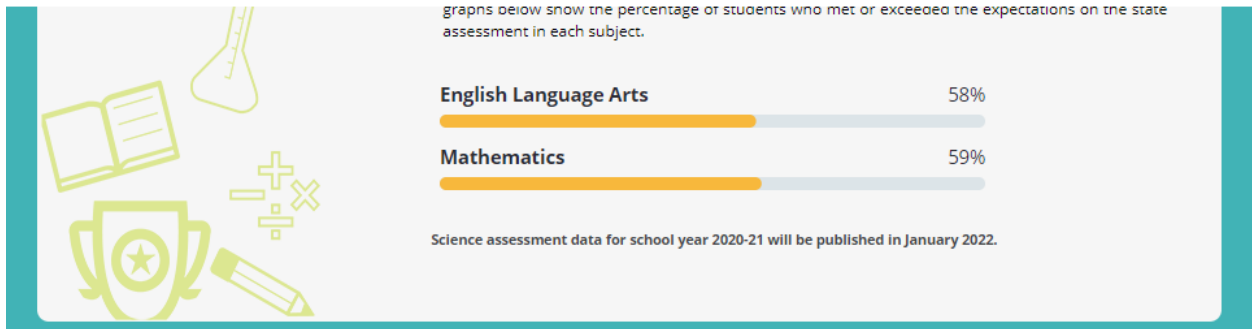 graphs below show the percentage of students who met or exceeded the expectations on the state
assessment in each subject.
English Language Arts 58%
Mathematics 59%
Science assessment data for school year 2020-21 will be published in January 2022.